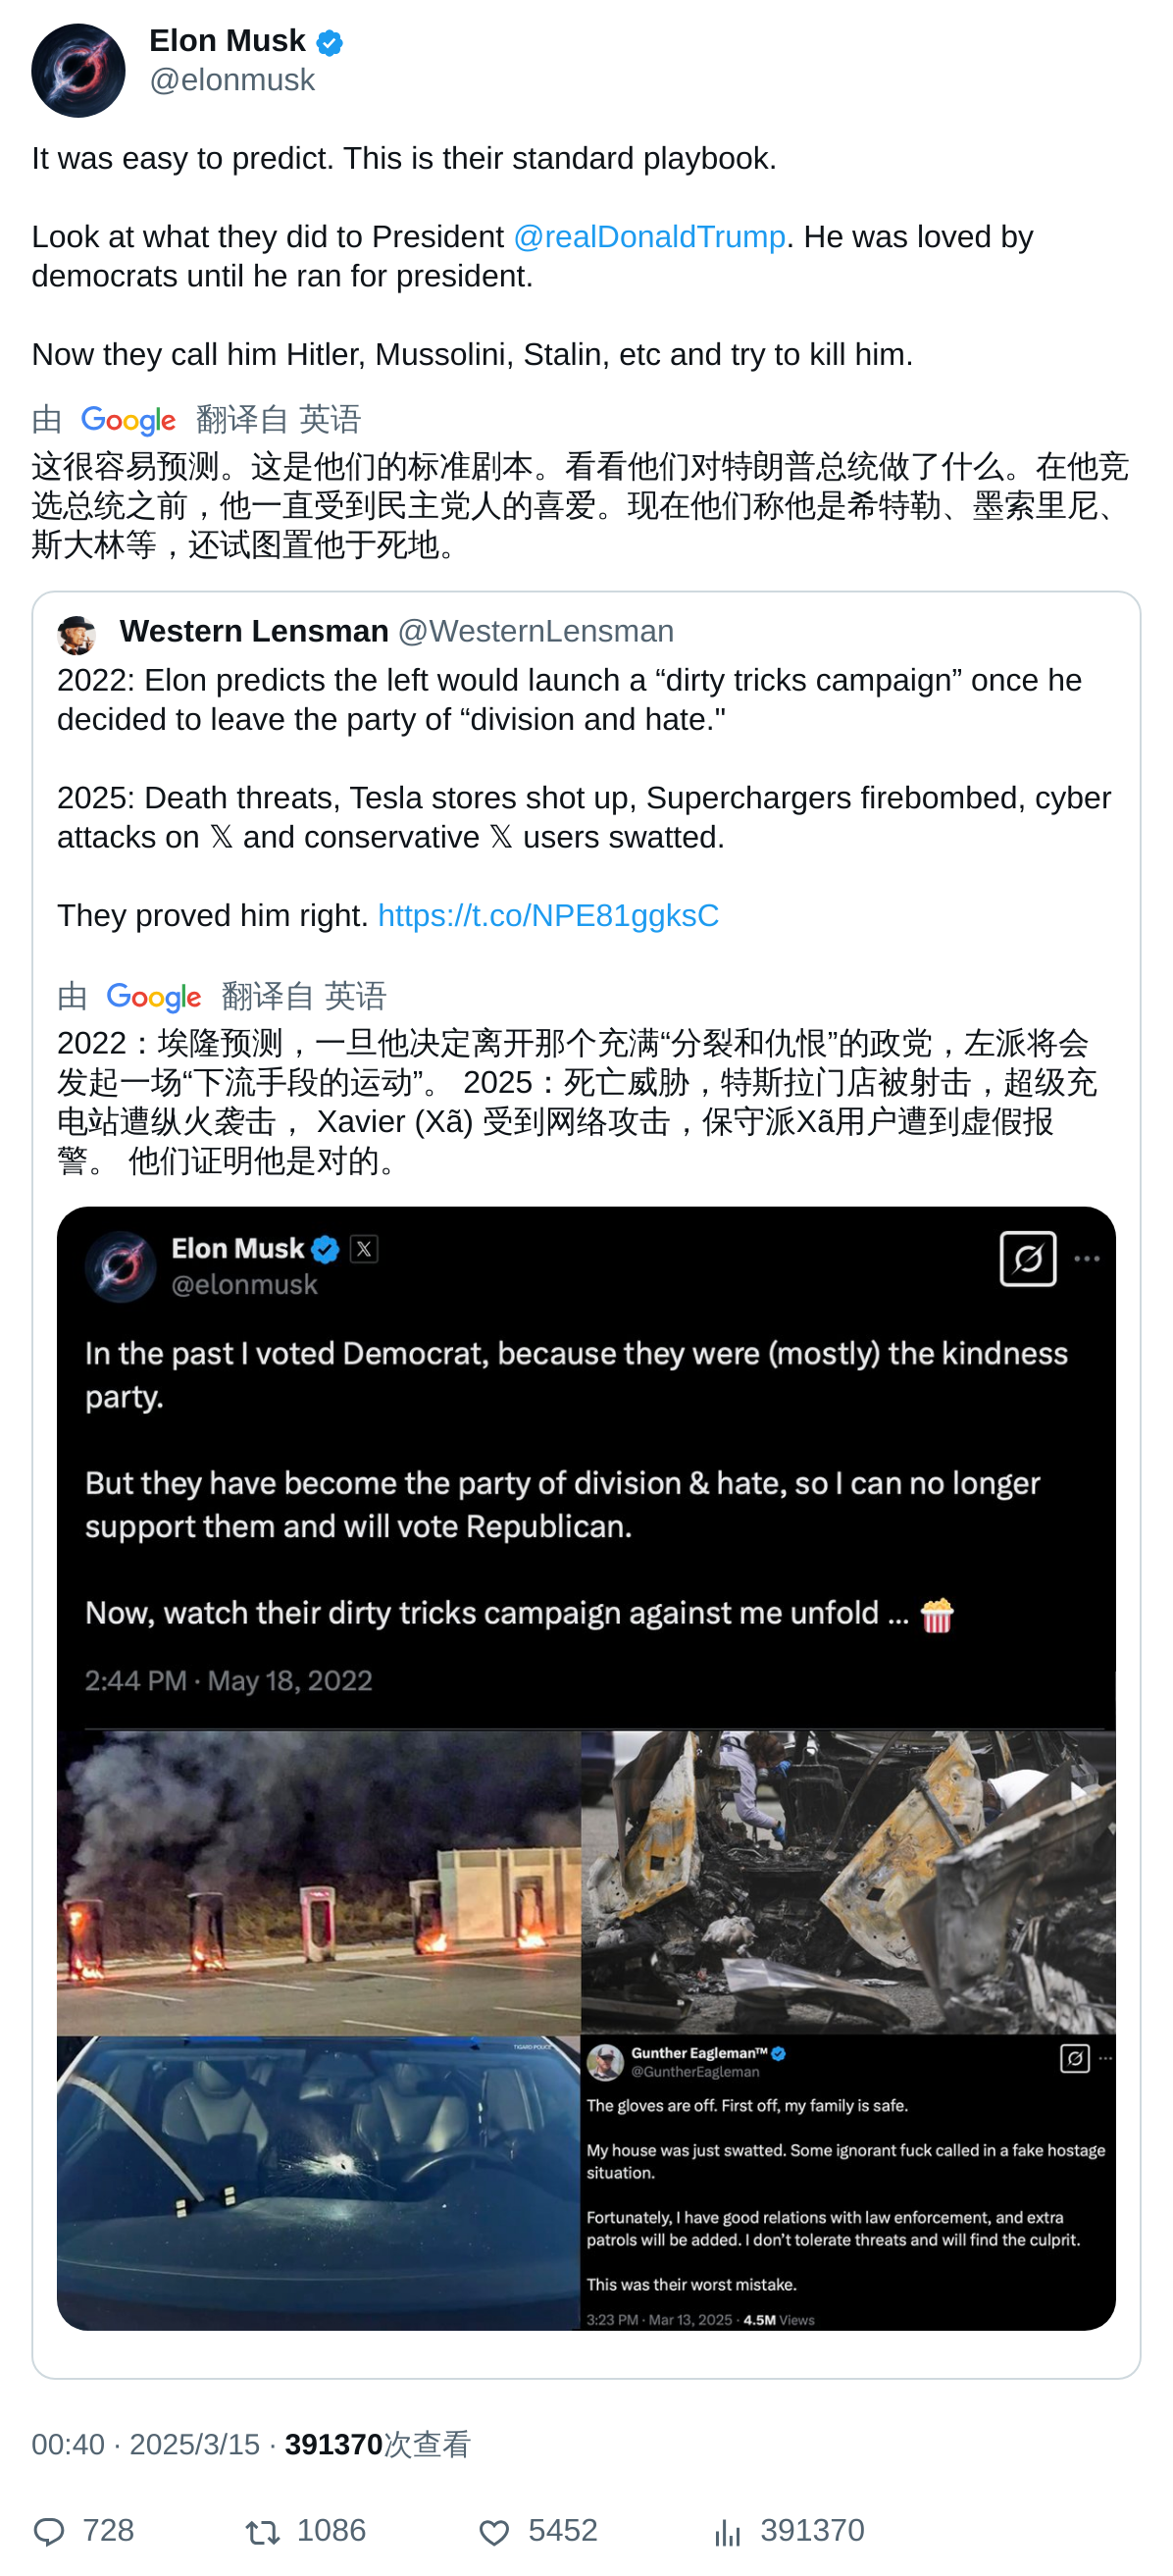 Elon Musk
@elonmusk
It was easy to predict. This is their standard playbook.
Look at what they did to President @realDonaldTrump. He was loved by
democrats until he ran for president.
Now they call him Hitler, Mussolini, Stalin, etc and try to kill him.
由 Google 翻译自 英语
这很容易预测。这是他们的标准剧本。看看他们对特朗普总统做了什么。在他竞
选总统之前，他一直受到民主党人的喜爱。现在他们称他是希特勒、墨索里尼、
斯大林等，还试图置他于死地。
Western Lensman @WesternLensman
2022: Elon predicts the left would launch a “dirty tricks campaign” once he
decided to leave the party of “division and hate."
2025: Death threats, Tesla stores shot up, Superchargers firebombed, cyber
attacks on 𝕏 and conservative 𝕏 users swatted.
They proved him right. https://t.co/NPE81ggksC
由 Google 翻译自 英语
2022：埃隆预测，一旦他决定离开那个充满“分裂和仇恨”的政党，左派将会
发起一场“下流手段的运动”。 2025：死亡威胁，特斯拉门店被射击，超级充
电站遭纵火袭击， Xavier (Xã) 受到网络攻击，保守派Xã用户遭到虚假报
警。 他们证明他是对的。
Elon Musk 𝕏
@elonmusk
In the past I voted Democrat, because they were (mostly) the kindness
party.
But they have become the party of division & hate, so I can no longer
support them and will vote Republican.
Now, watch their dirty tricks campaign against me unfold ... 🍿
2:44 PM · May 18, 2022
TIGARD POLICE
Gunther Eagleman™
@GuntherEagleman
The gloves are off. First off, my family is safe.
My house was just swatted. Some ignorant fuck called in a fake hostage
situation.
Fortunately, I have good relations with law enforcement, and extra
patrols will be added. I don’t tolerate threats and will find the culprit.
This was their worst mistake.
3:23 PM · Mar 13, 2025 · 4.5M Views
00:40 · 2025/3/15 · 391370次查看
728 1086 5452 391370